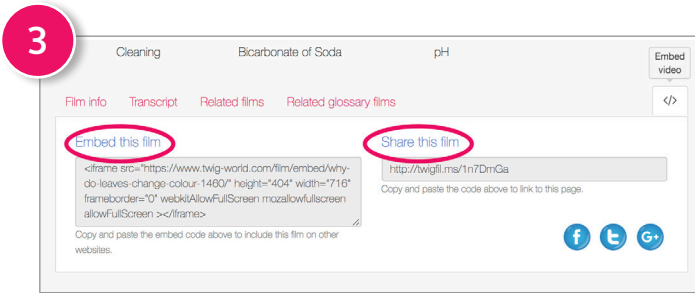 3
Cleaning Bicarbonate of Soda pH
Embed
video
Film info Transcript Related films Related glossary films
</>
Embed this film
Share this film
<iframe src="https://www.twig-world.com/film/embed/why-
do-leaves-change-colour-1460/" height="404" width="716"
frameborder="0" webkitAllowFullScreen mozallowfullscreen
allowFullScreen ></iframe>
Copy and paste the embed code above to include this film on other
websites.
http://twigfil.ms/1n7DmGa
Copy and paste the code above to link to this page.
f t G+